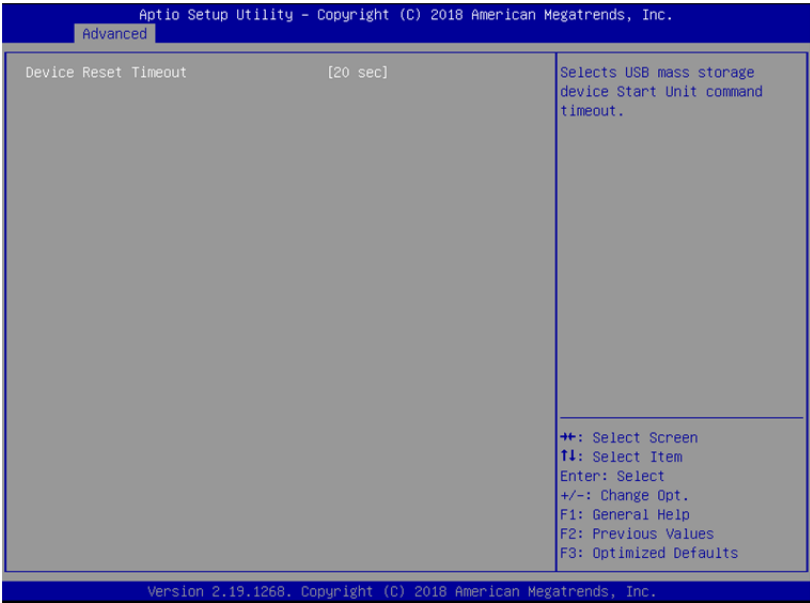 Aptio Setup Utility – Copyright (C) 2018 American Megatrends, Inc.
Advanced
Device Reset Timeout [20 sec]
Selects USB mass storage
device Start Unit command
timeout.
→←: Select Screen
↑↓: Select Item
Enter: Select
+/-: Change Opt.
F1: General Help
F2: Previous Values
F3: Optimized Defaults
Version 2.19.1268. Copyright (C) 2018 American Megatrends, Inc.